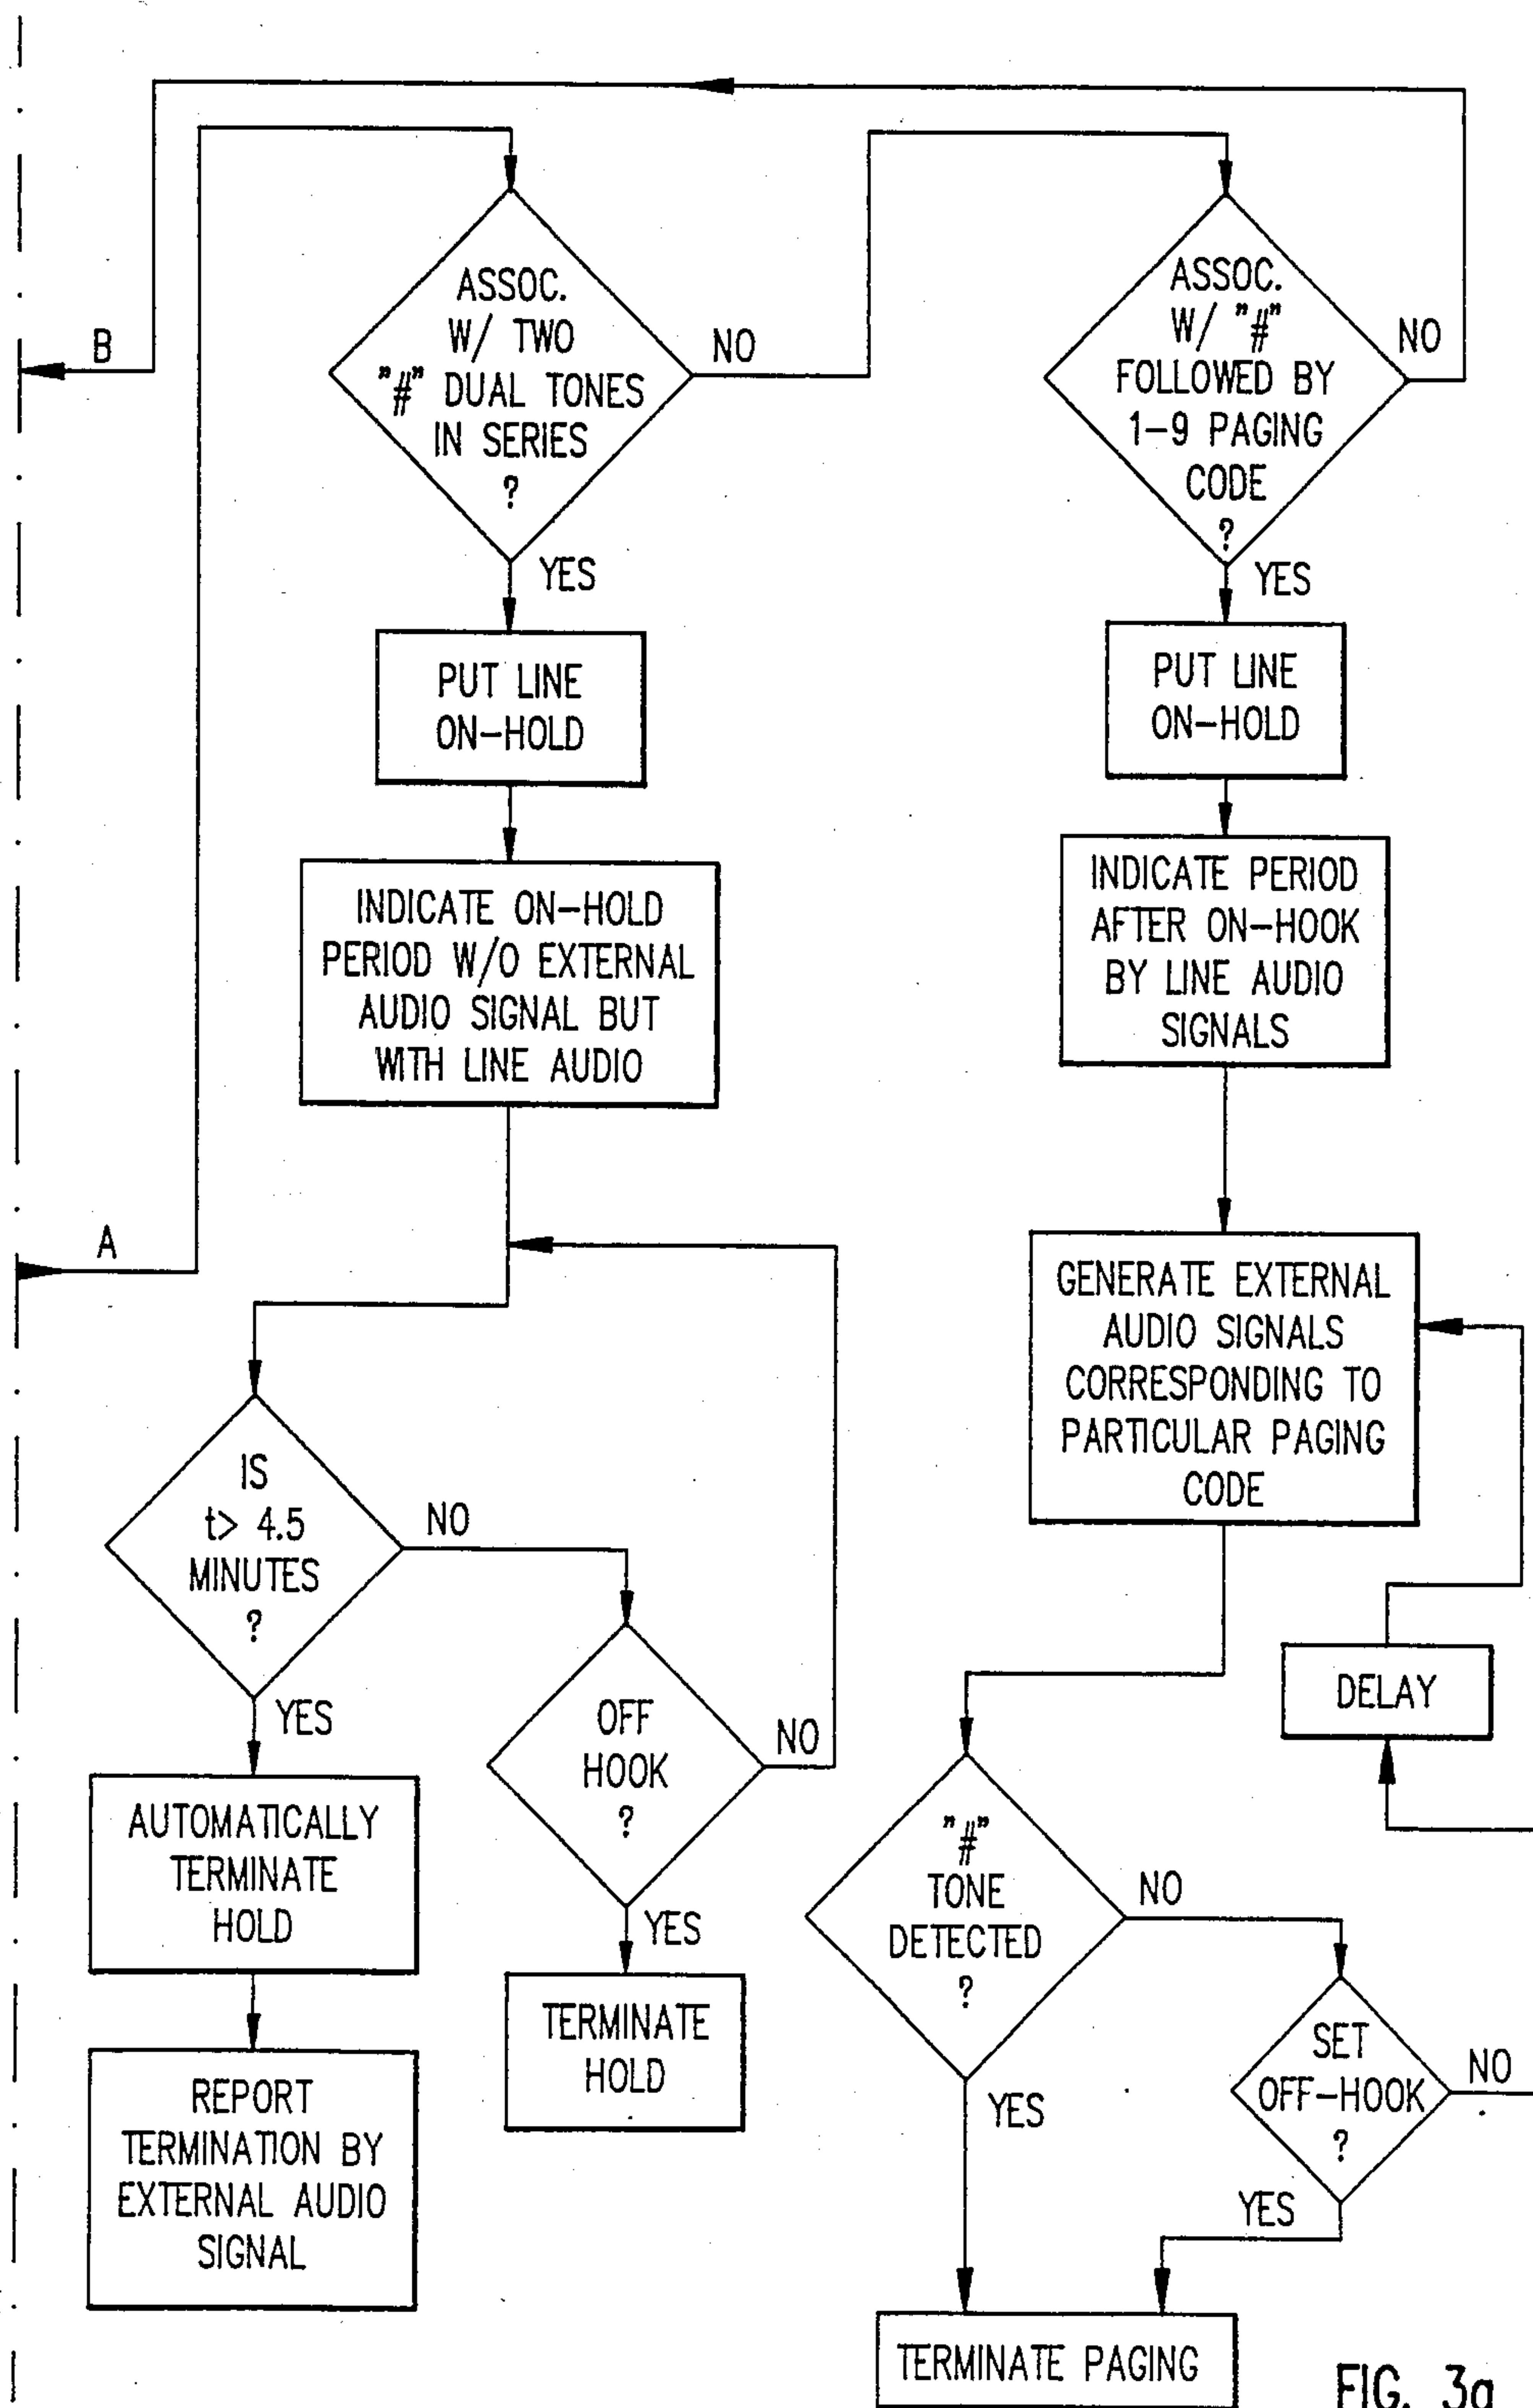 B
ASSOC.
W/ TWO
"#" DUAL TONES
IN SERIES
?
NO
YES
PUT LINE
ON-HOLD
INDICATE ON-HOLD
PERIOD W/O EXTERNAL
AUDIO SIGNAL BUT
WITH LINE AUDIO
A
IS
t> 4.5
MINUTES
?
NO
YES
AUTOMATICALLY
TERMINATE
HOLD
REPORT
TERMINATION BY
EXTERNAL AUDIO
SIGNAL
OFF
HOOK
?
NO
YES
TERMINATE
HOLD
ASSOC.
W/ "#"
FOLLOWED BY
1-9 PAGING
CODE
?
NO
YES
PUT LINE
ON-HOLD
INDICATE PERIOD
AFTER ON-HOOK
BY LINE AUDIO
SIGNALS
GENERATE EXTERNAL
AUDIO SIGNALS
CORRESPONDING TO
PARTICULAR PAGING
CODE
DELAY
"#"
TONE
DETECTED
?
NO
YES
SET
OFF-HOOK
?
NO
YES
TERMINATE PAGING
FIG. 3a